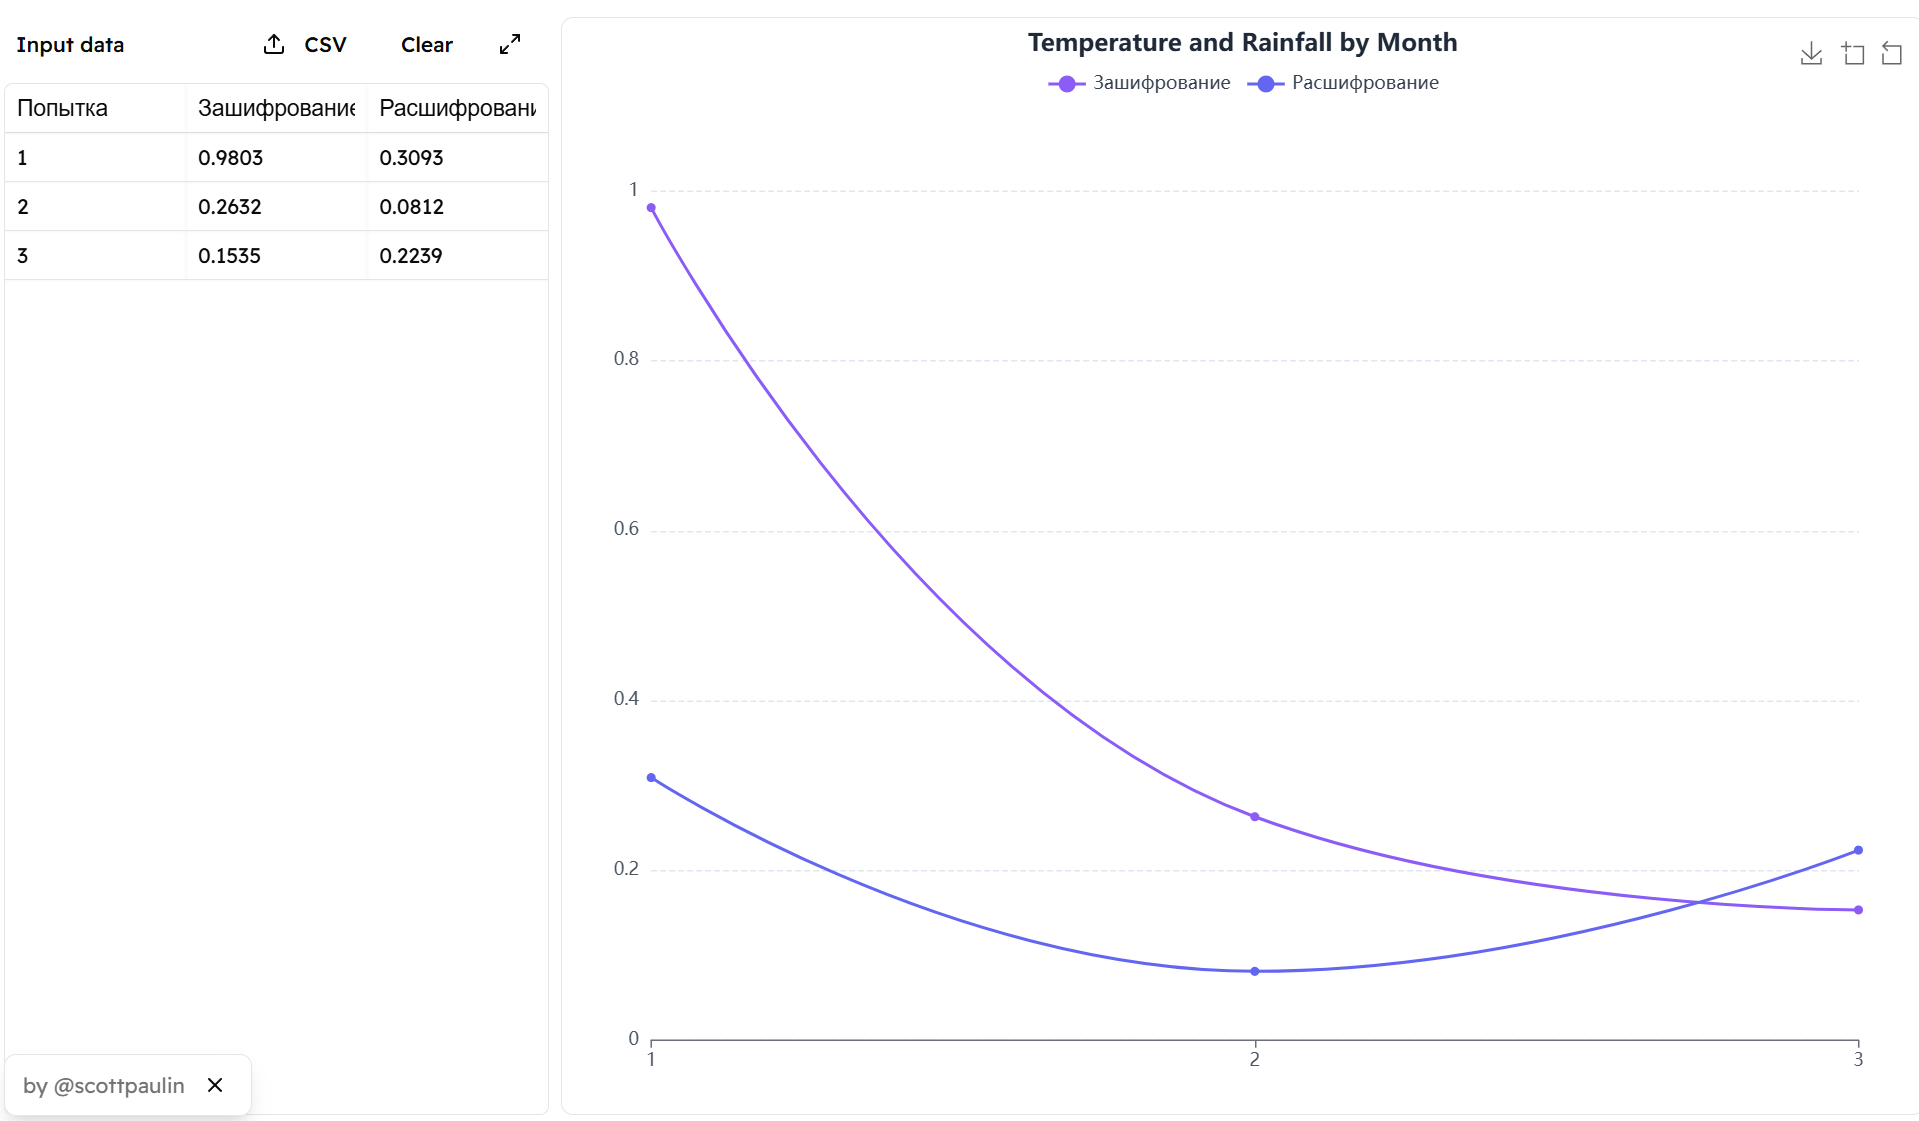 Input data CSV Clear
Попытка Зашифрование Расшифровани
1 0.9803 0.3093
2 0.2632 0.0812
3 0.1535 0.2239
by @scottpaulin
Temperature and Rainfall by Month
Зашифрование Расшифрование
1
0.8
0.6
0.4
0.2
0
1 2 3